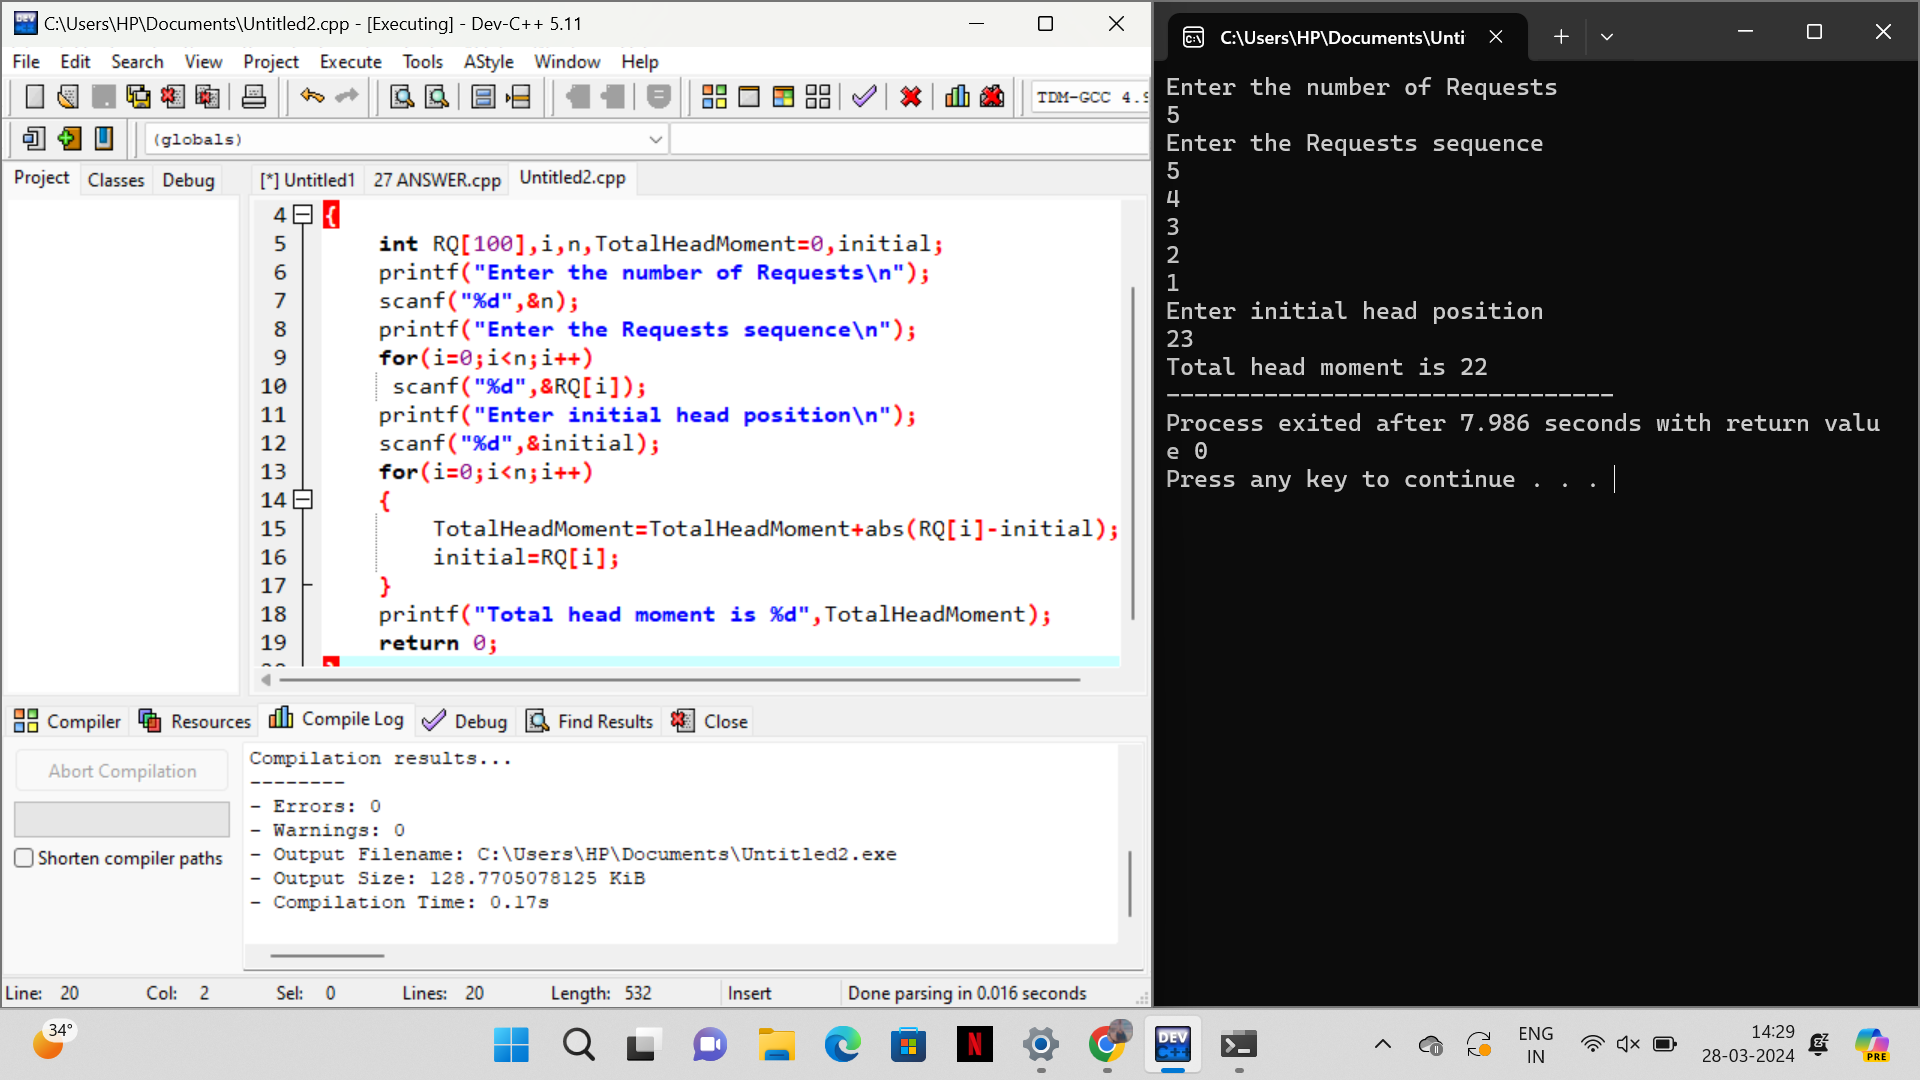 C:\Users\HP\Documents\Untitled2.cpp - [Executing] - Dev-C++ 5.11
File Edit Search View Project Execute Tools AStyle Window Help
TDM-GCC 4.9
(globals)
Project Classes Debug
[*] Untitled1 27 ANSWER.cpp Untitled2.cpp
4 {
5 int RQ[100],i,n,TotalHeadMoment=0,initial;
6 printf("Enter the number of Requests\n");
7 scanf("%d",&n);
8 printf("Enter the Requests sequence\n");
9 for(i=0;i<n;i++)
10 scanf("%d",&RQ[i]);
11 printf("Enter initial head position\n");
12 scanf("%d",&initial);
13 for(i=0;i<n;i++)
14 {
15 TotalHeadMoment=TotalHeadMoment+abs(RQ[i]-initial);
16 initial=RQ[i];
17 }
18 printf("Total head moment is %d",TotalHeadMoment);
19 return 0;
20 }
Compiler Resources Compile Log Debug Find Results Close
Abort Compilation
Shorten compiler paths
Compilation results...
--------
- Errors: 0
- Warnings: 0
- Output Filename: C:\Users\HP\Documents\Untitled2.exe
- Output Size: 128.7705078125 KiB
- Compilation Time: 0.17s
Line: 20 Col: 2 Sel: 0 Lines: 20 Length: 532 Insert Done parsing in 0.016 seconds
C:\Users\HP\Documents\Unti
Enter the number of Requests
5
Enter the Requests sequence
5
4
3
2
1
Enter initial head position
23
Total head moment is 22
--------------------------------
Process exited after 7.986 seconds with return valu
e 0
Press any key to continue . . .
34°
DEV
C++
N
ENG
IN
14:29
28-03-2024
PRE